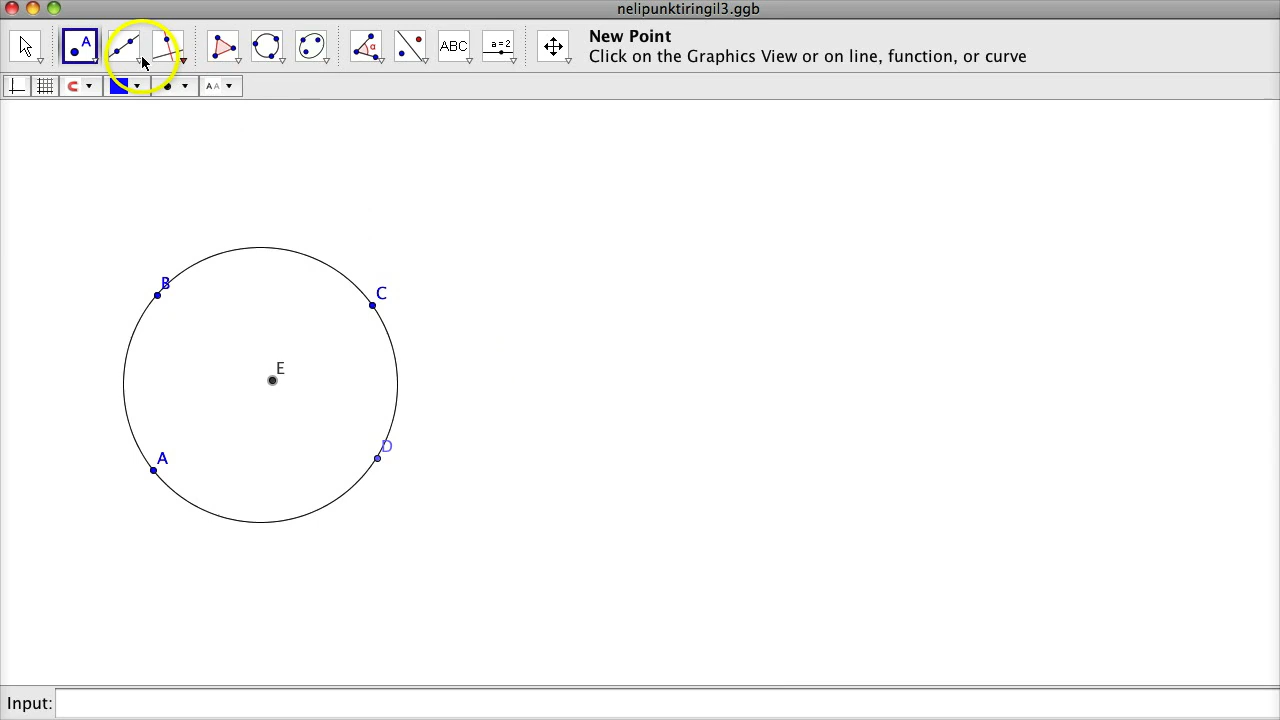 nelipunktiringil3.ggb
A
α
ABC
a=2
New Point
Click on the Graphics View or on line, function, or curve
A A
B
C
E
A
D
Input: